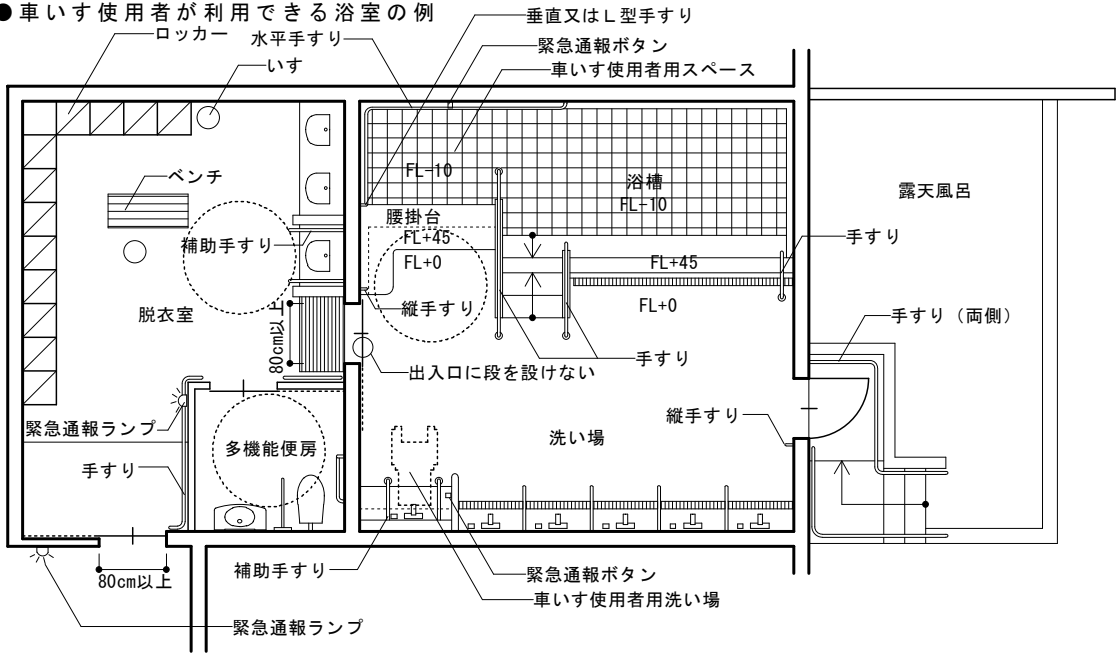 ●車いす使用者が利用できる浴室の例
垂直又はL型手すり
ロッカー
水平手すり
緊急通報ボタン
いす
車いす使用者用スペース
FL-10
浴槽
FL-10
ベンチ
露天風呂
腰掛台
補助手すり
FL+45
手すり
FL+0
FL+45
縦手すり
FL+0
脱衣室
80cm以上
手すり（両側）
手すり
出入口に段を設けない
縦手すり
緊急通報ランプ
洗い場
多機能便房
手すり
補助手すり
緊急通報ボタン
80cm以上
車いす使用者用洗い場
緊急通報ランプ